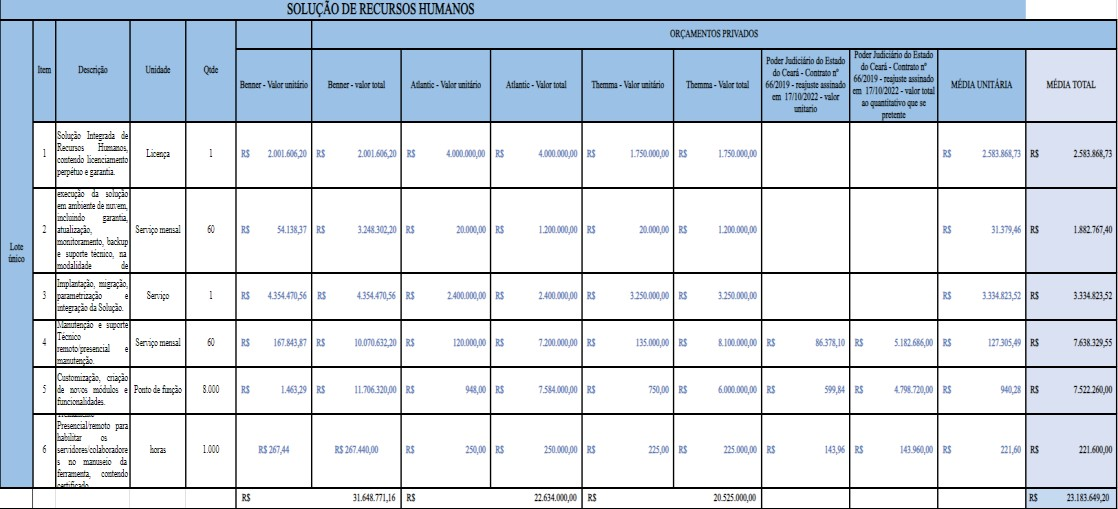 SOLUÇÃO DE RECURSOS HUMANOS
ORÇAMENTOS PRIVADOS
Item Descrição Unidade Qtde Benner - Valor unitário Benner - valor total Atlantic - Valor unitário Atlantic - Valor total Themma - Valor unitário Themma - Valor total
Poder Judiciário do Estado
do Ceará - Contrato nº
66/2019 - reajuste assinado
em 17/10/2022 - valor
unitario
Poder Judiciário do Estado
do Ceará - Contrato nº
66/2019 - reajuste assinado
em 17/10/2022 - valor total
ao quantitativo que se
pretente
MÉDIA UNITÁRIA MÉDIA TOTAL
Lote
único
1
Solução Integrada de
Recursos Humanos,
contendo licenciamento
perpétuo e garantia.
Licença 1 R$ 2.001.606,20 R$ 2.001.606,20 R$ 4.000.000,00 R$ 4.000.000,00 R$ 1.750.000,00 R$ 1.750.000,00 R$ 2.583.868,73 R$ 2.583.868,73
2
execução da solução
em ambiente de nuvem,
incluindo garantia,
atualização,
monitoramento, backup
e suporte técnico, na
modalidade de
Serviço mensal 60 R$ 54.138,37 R$ 3.248.302,20 R$ 20.000,00 R$ 1.200.000,00 R$ 20.000,00 R$ 1.200.000,00 R$ 31.379,46 R$ 1.882.767,40
3
Implantação, migração,
parametrização e
integração da Solução.
Serviço 1 R$ 4.354.470,56 R$ 4.354.470,56 R$ 2.400.000,00 R$ 2.400.000,00 R$ 3.250.000,00 R$ 3.250.000,00 R$ 3.334.823,52 R$ 3.334.823,52
4
Manutenção e suporte
Técnico
remoto/presencial e
manutenção.
Serviço mensal 60 R$ 167.843,87 R$ 10.070.632,20 R$ 120.000,00 R$ 7.200.000,00 R$ 135.000,00 R$ 8.100.000,00 R$ 86.378,10 R$ 5.182.686,00 R$ 127.305,49 R$ 7.638.329,55
5
Customização, criação
de novos módulos e
funcionalidades.
Ponto de função 8.000 R$ 1.463,29 R$ 11.706.320,00 R$ 948,00 R$ 7.584.000,00 R$ 750,00 R$ 6.000.000,00 R$ 599,84 R$ 4.798.720,00 R$ 940,28 R$ 7.522.260,00
6
Presencial/remoto para
habilitar os
servidores/colaboradore
s no manuseio da
ferramenta, contendo
certificado
horas 1.000 R$ 267,44 R$ 267.440,00 R$ 250,00 R$ 250.000,00 R$ 225,00 R$ 225.000,00 R$ 143,96 R$ 143.960,00 R$ 221,60 R$ 221.600,00
R$ 31.648.771,16 R$ 22.634.000,00 R$ 20.525.000,00 R$ 23.183.649,20